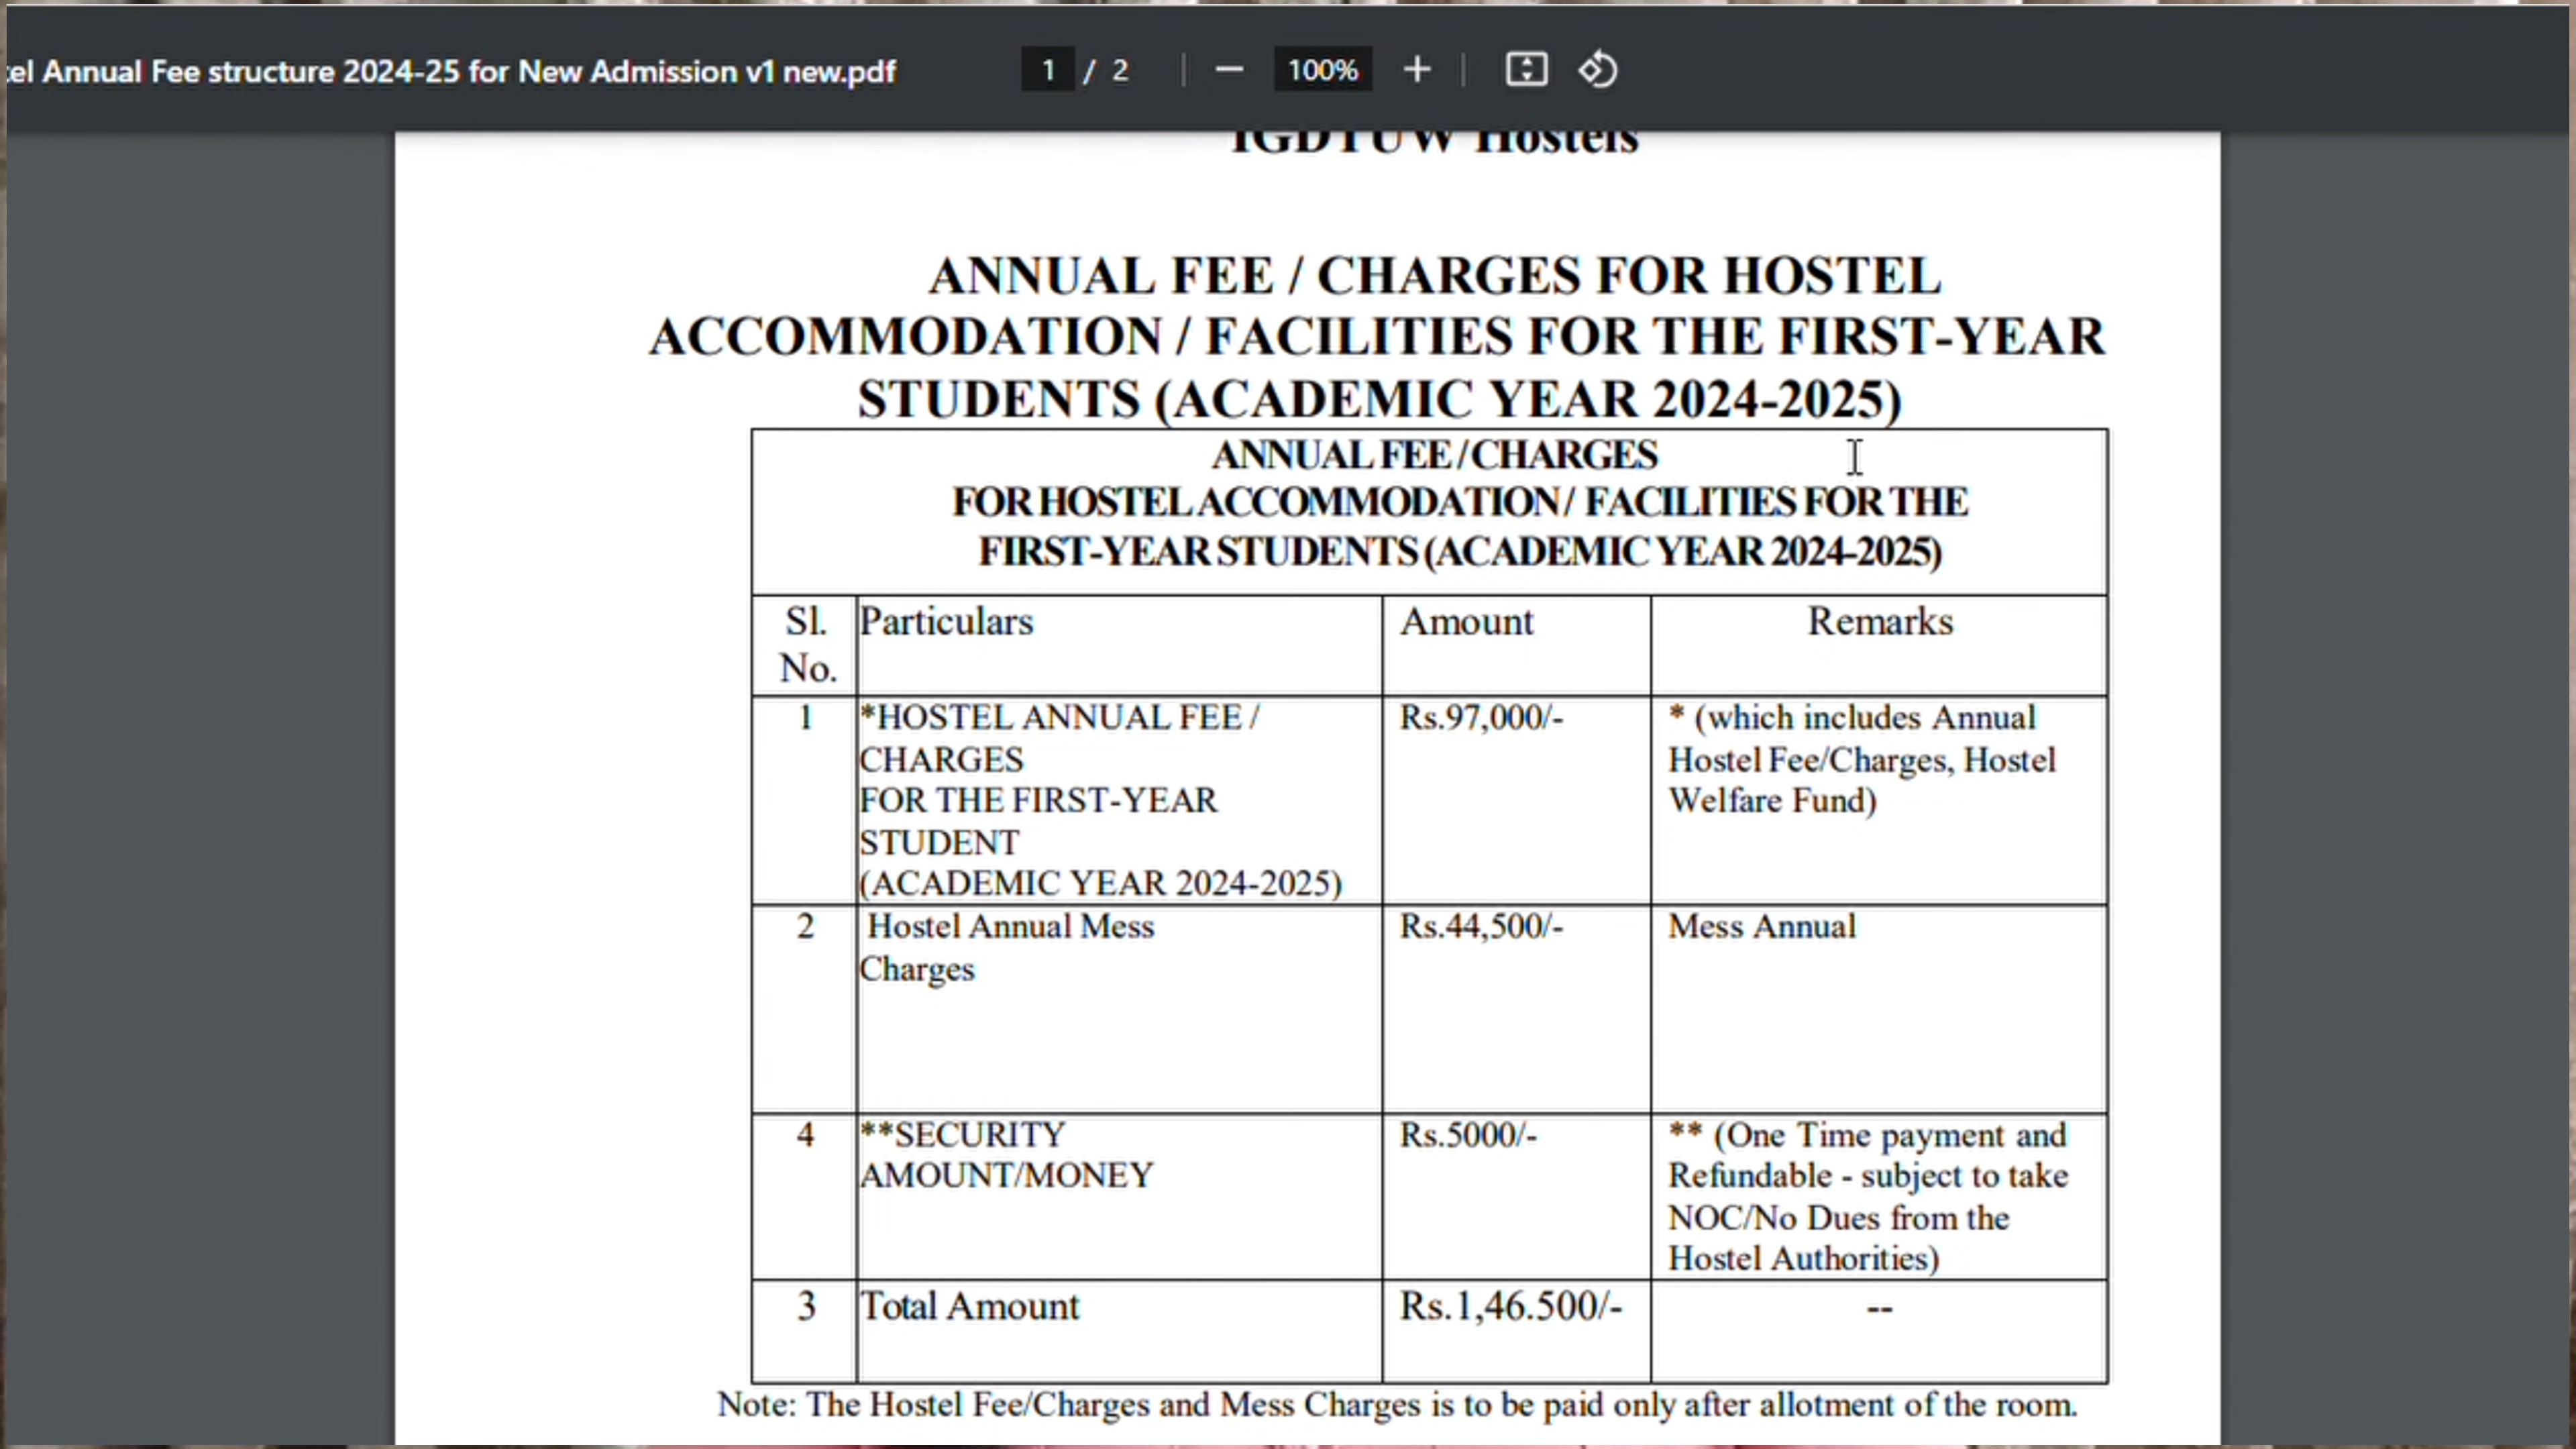 el Annual Fee structure 2024-25 for New Admission v1 new.pdf
1 / 2
100%
IGDTUW Hostels
ANNUAL FEE / CHARGES FOR HOSTEL
ACCOMMODATION / FACILITIES FOR THE FIRST-YEAR
STUDENTS (ACADEMIC YEAR 2024-2025)
ANNUAL FEE / CHARGES
FOR HOSTEL ACCOMMODATION / FACILITIES FOR THE
FIRST-YEAR STUDENTS (ACADEMIC YEAR 2024-2025)
Sl.
No.
Particulars
Amount
Remarks
1
*HOSTEL ANNUAL FEE /
CHARGES
FOR THE FIRST-YEAR
STUDENT
(ACADEMIC YEAR 2024-2025)
Rs.97,000/-
* (which includes Annual
Hostel Fee/Charges, Hostel
Welfare Fund)
2
Hostel Annual Mess
Charges
Rs.44,500/-
Mess Annual
4
**SECURITY
AMOUNT/MONEY
Rs.5000/-
** (One Time payment and
Refundable - subject to take
NOC/No Dues from the
Hostel Authorities)
3
Total Amount
Rs.1,46.500/-
--
Note: The Hostel Fee/Charges and Mess Charges is to be paid only after allotment of the room.